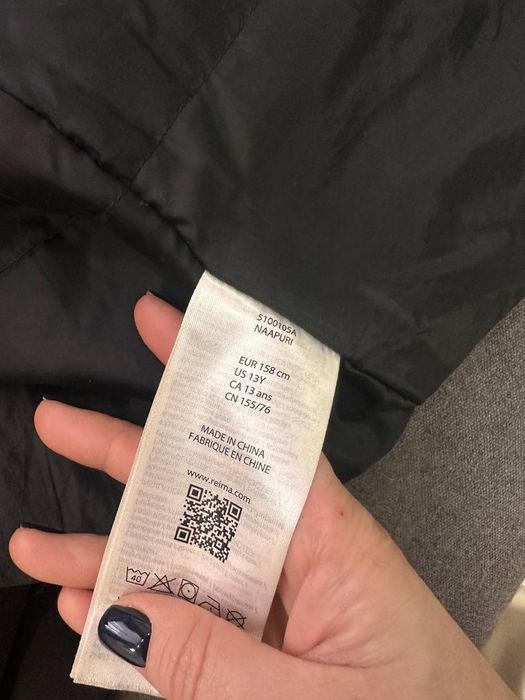 5100105A
NAAPURI
EUR 158 cm
US 13Y
CA 13 ans
CN 155/76
MADE IN CHINA
FABRIQUE EN CHINE
www.reima.com
40